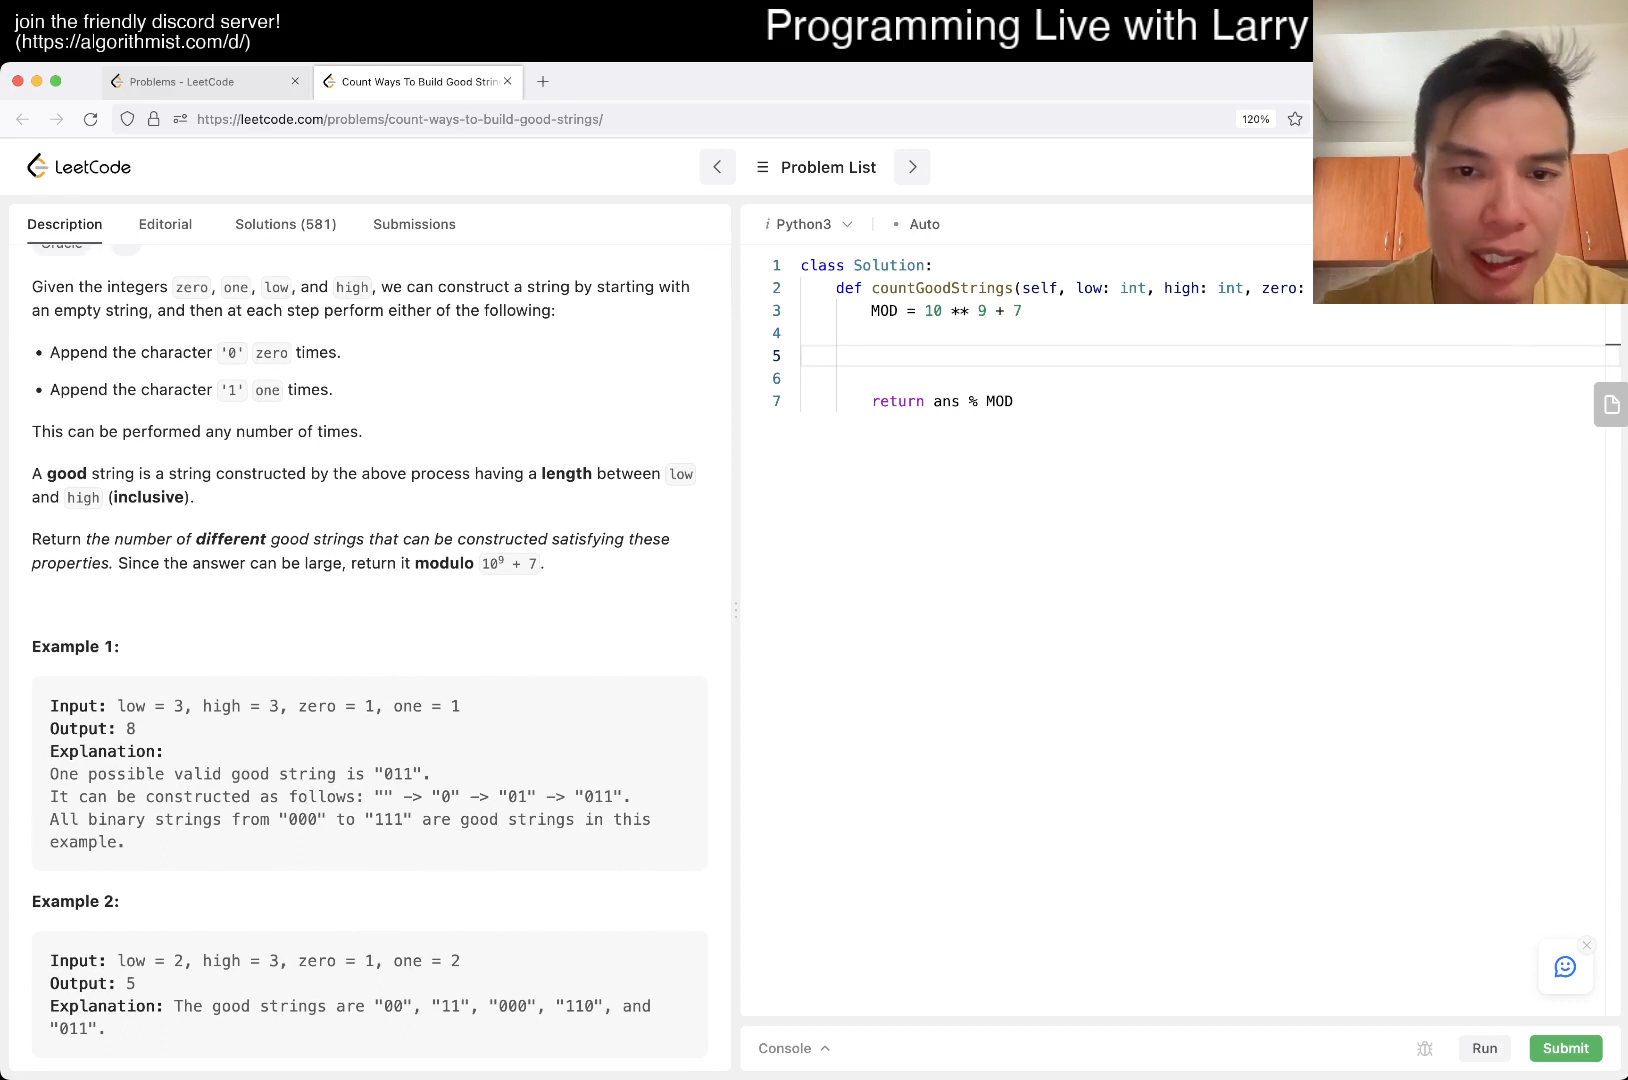 join the friendly discord server!
(https://algorithmist.com/d/)
Programming Live with Larry
Problems - LeetCode
Count Ways To Build Good Strin
https://leetcode.com/problems/count-ways-to-build-good-strings/
120%
LeetCode
Problem List
Description
Editorial
Solutions (581)
Submissions
i Python3
• Auto
Given the integers zero, one, low, and high, we can construct a string by starting with
an empty string, and then at each step perform either of the following:
• Append the character '0' zero times.
• Append the character '1' one times.
This can be performed any number of times.
A good string is a string constructed by the above process having a length between low
and high (inclusive).
Return the number of different good strings that can be constructed satisfying these
properties. Since the answer can be large, return it modulo 10⁹ + 7.
Example 1:
Input: low = 3, high = 3, zero = 1, one = 1
Output: 8
Explanation:
One possible valid good string is "011".
It can be constructed as follows: "" -> "0" -> "01" -> "011".
All binary strings from "000" to "111" are good strings in this
example.
Example 2:
Input: low = 2, high = 3, zero = 1, one = 2
Output: 5
Explanation: The good strings are "00", "11", "000", "110", and
"011".
1 class Solution:
2 def countGoodStrings(self, low: int, high: int, zero:
3 MOD = 10 ** 9 + 7
4
5
6
7 return ans % MOD
Console
Run
Submit